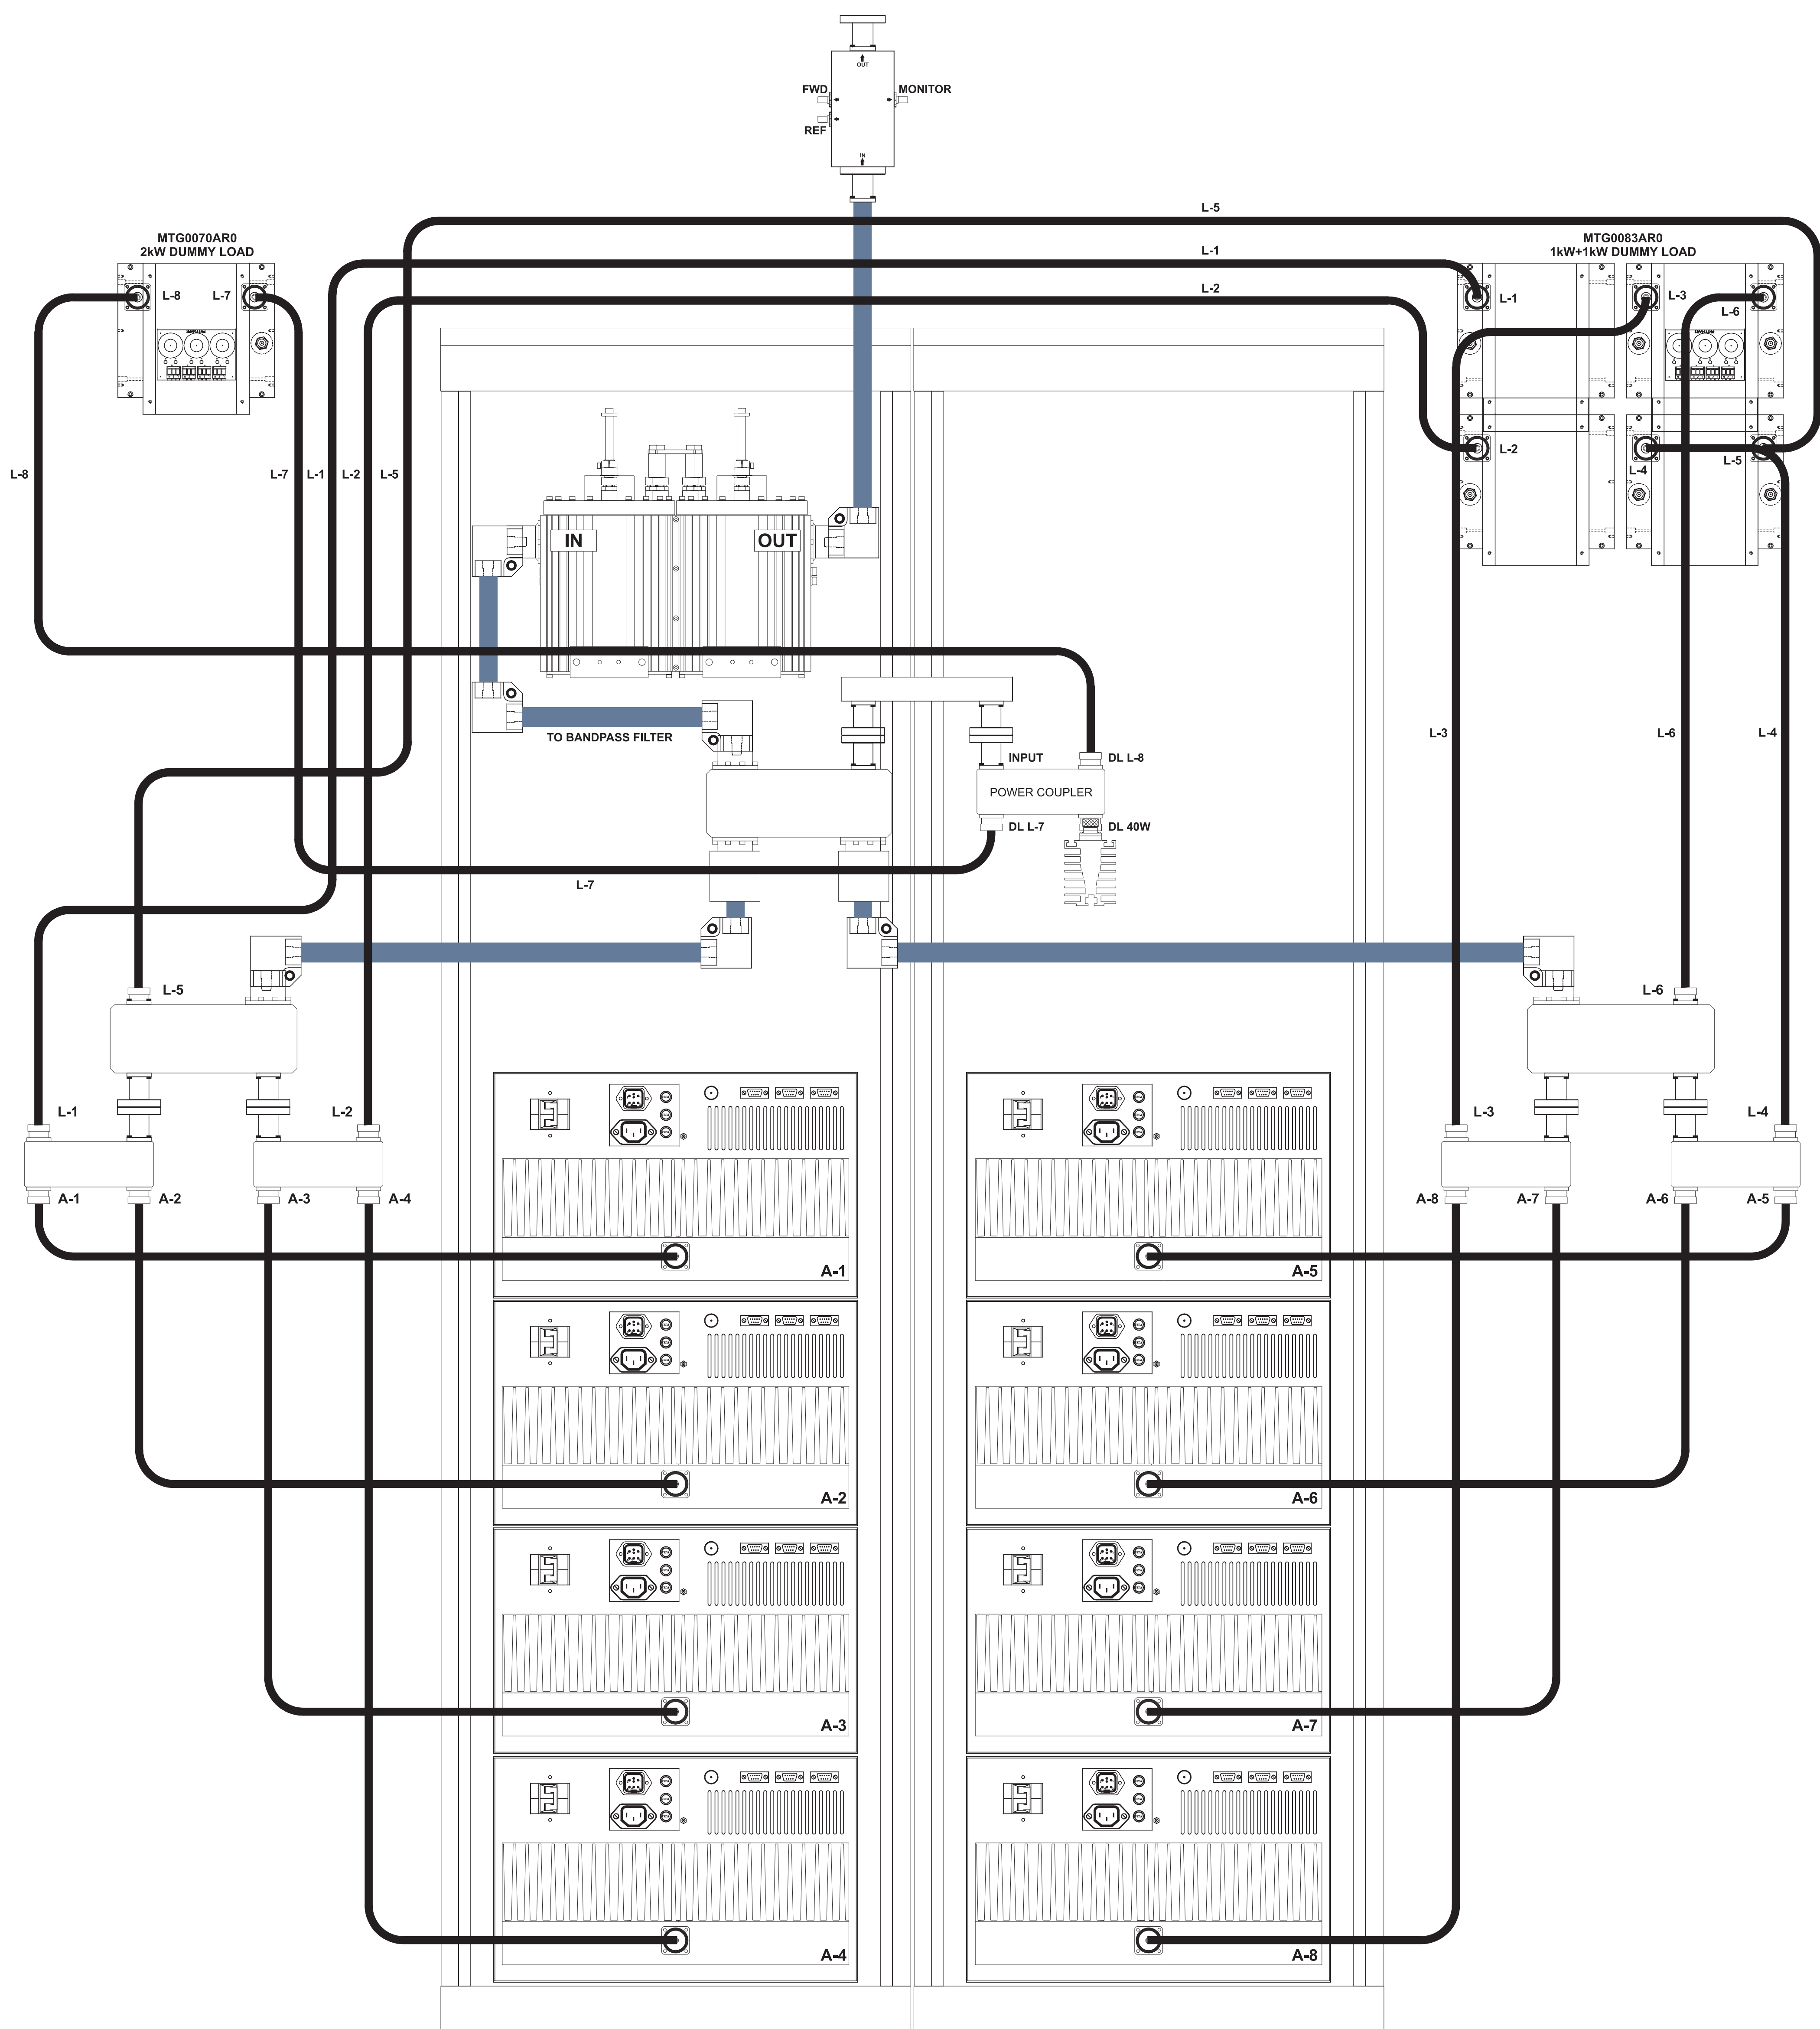 OUT
FWD
MONITOR
REF
IN
L-5
MTG0070AR0
2kW DUMMY LOAD
MTG0083AR0
1kW+1kW DUMMY LOAD
L-1
L-2
L-8
L-7
L-1
L-3
L-6
L-2
L-4
L-5
L-8
L-7
L-1
L-2
L-5
IN
OUT
L-3
L-6
L-4
TO BANDPASS FILTER
INPUT
DL L-8
POWER COUPLER
DL L-7
DL 40W
L-7
L-5
L-6
L-1
L-2
L-3
L-4
A-1
A-2
A-3
A-4
A-8
A-7
A-6
A-5
A-1
A-5
A-2
A-6
A-3
A-7
A-4
A-8